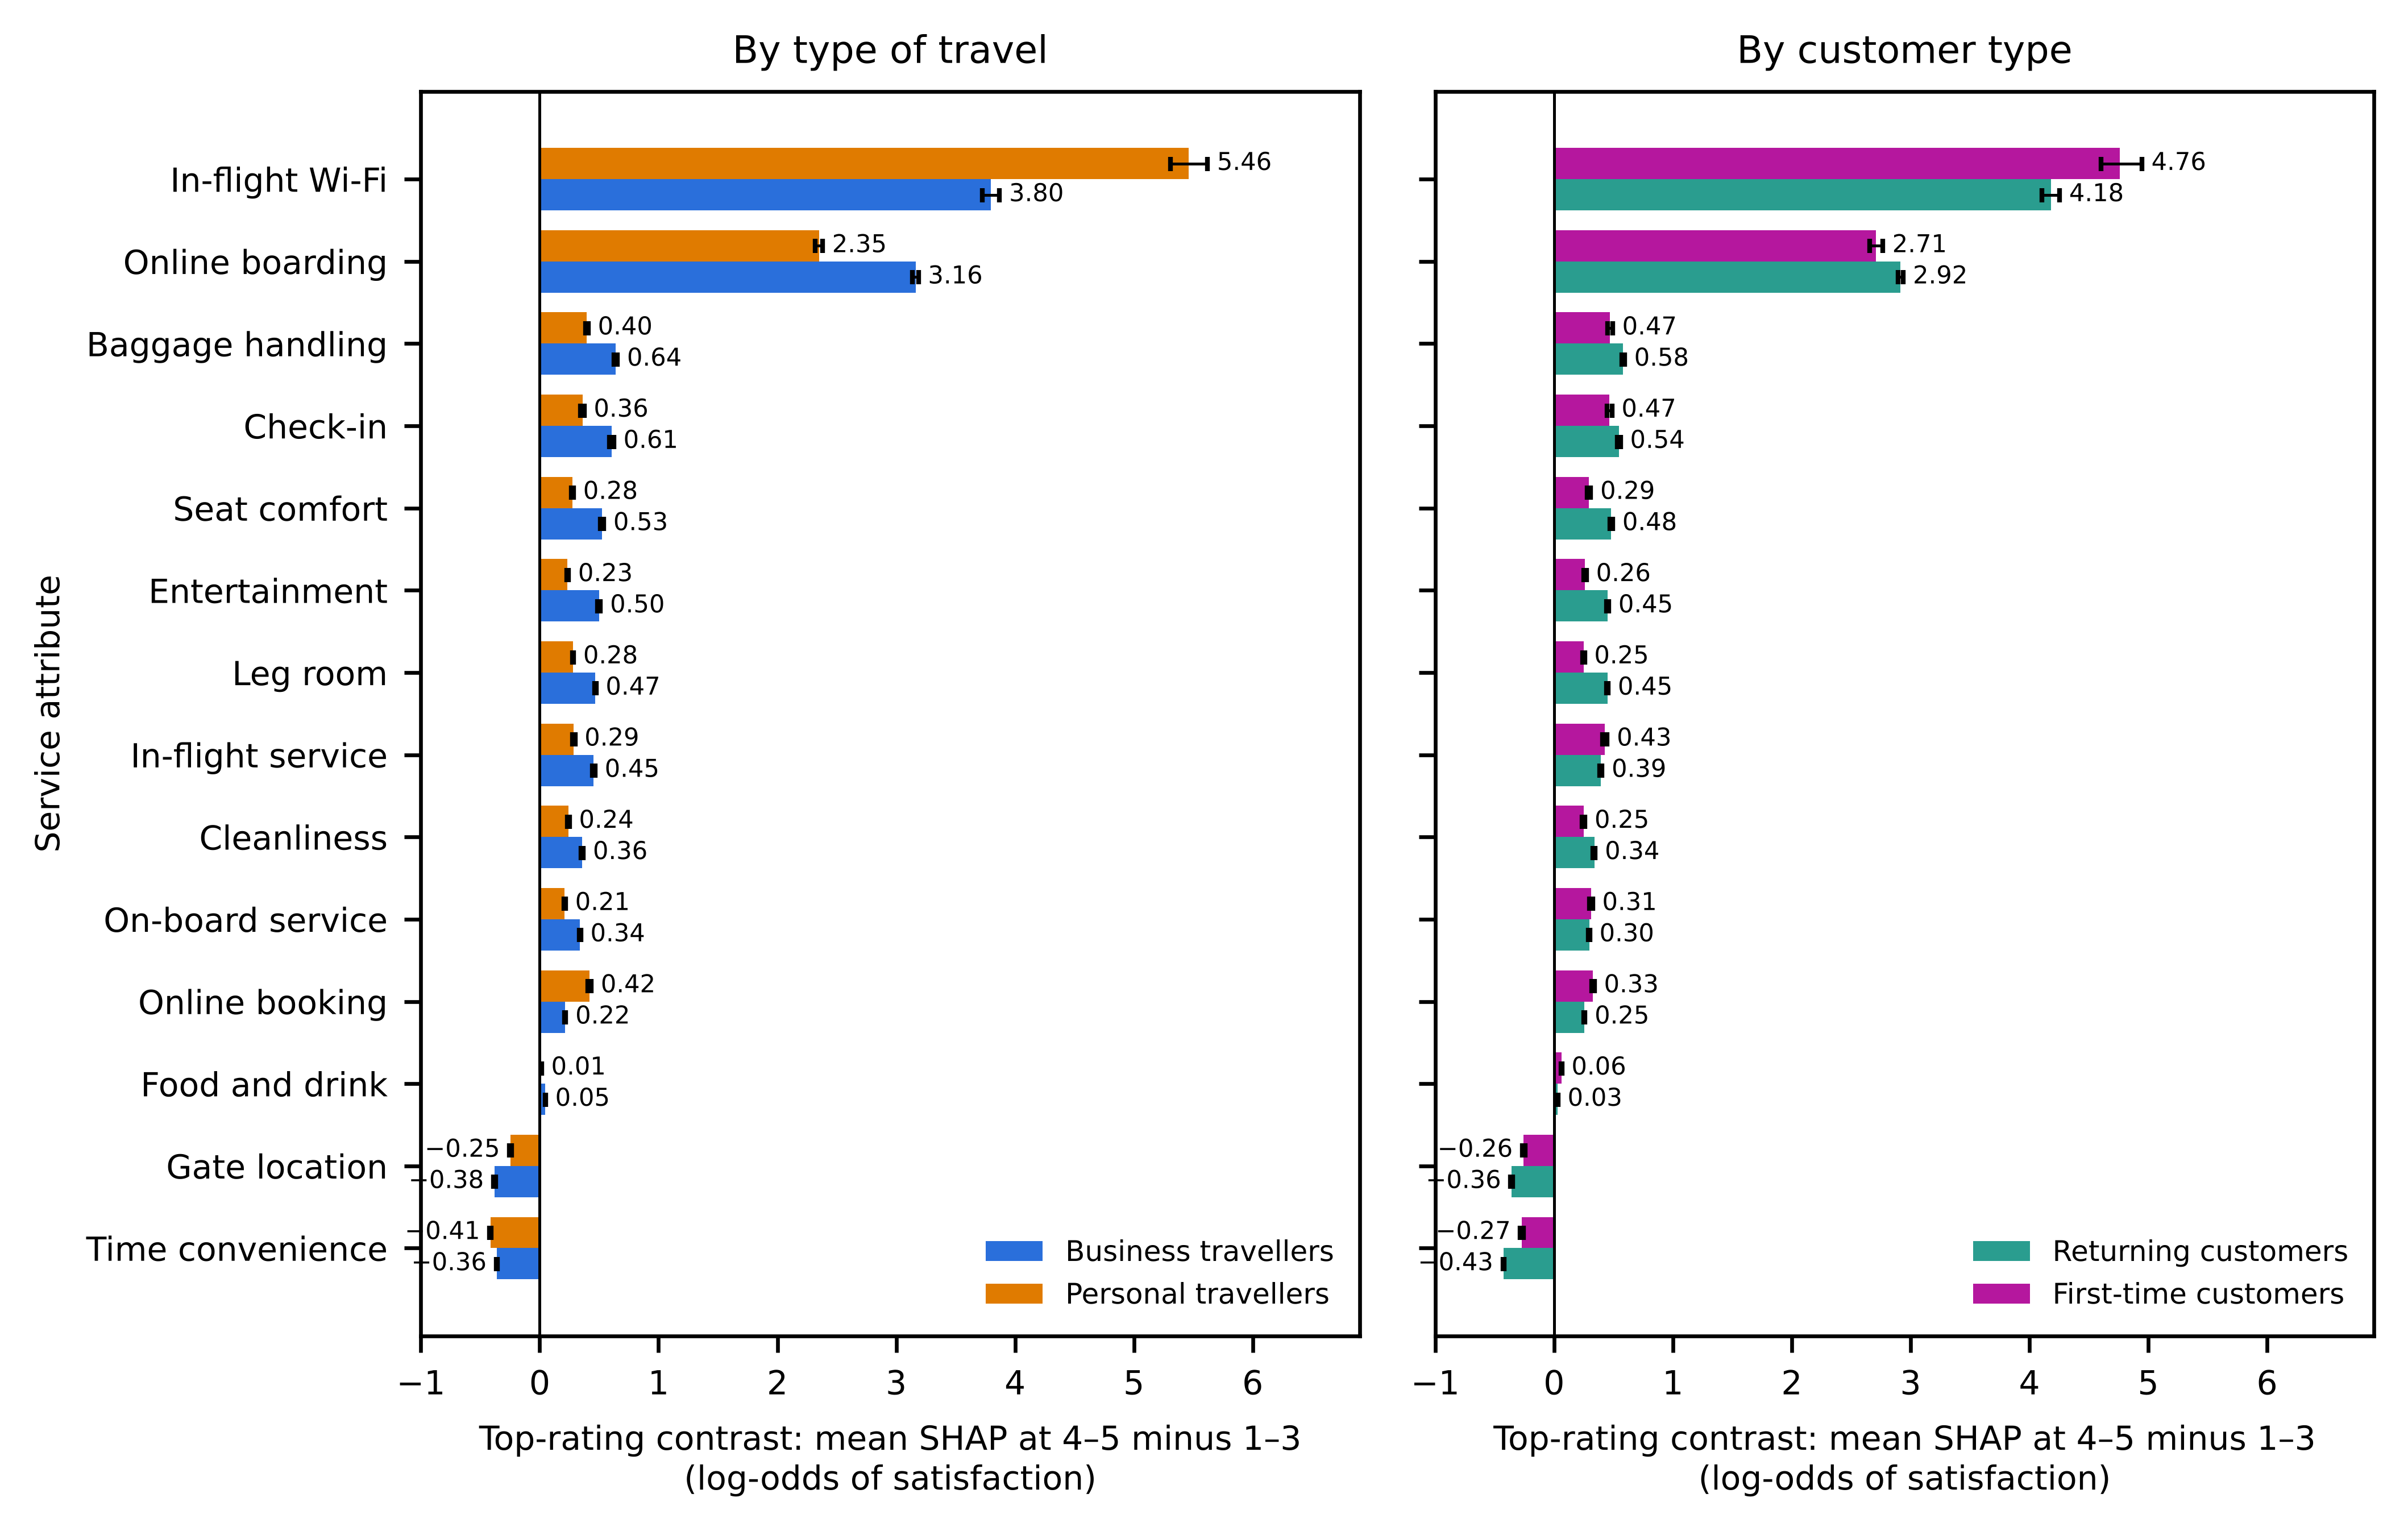 By type of travel
By customer type
Service attribute
In-flight Wi-Fi
5.46
3.80
4.76
4.18
Online boarding
2.35
3.16
2.71
2.92
Baggage handling
0.40
0.64
0.47
0.58
Check-in
0.36
0.61
0.47
0.54
Seat comfort
0.28
0.53
0.29
0.48
Entertainment
0.23
0.50
0.26
0.45
Leg room
0.28
0.47
0.25
0.45
In-flight service
0.29
0.45
0.43
0.39
Cleanliness
0.24
0.36
0.25
0.34
On-board service
0.21
0.34
0.31
0.30
Online booking
0.42
0.22
0.33
0.25
Food and drink
0.01
0.05
0.06
0.03
Gate location
−0.25
−0.38
−0.26
−0.36
Time convenience
−0.41
−0.36
−0.27
−0.43
Business travellers
Personal travellers
Returning customers
First-time customers
−1 0 1 2 3 4 5 6
−1 0 1 2 3 4 5 6
Top-rating contrast: mean SHAP at 4–5 minus 1–3
(log-odds of satisfaction)
Top-rating contrast: mean SHAP at 4–5 minus 1–3
(log-odds of satisfaction)